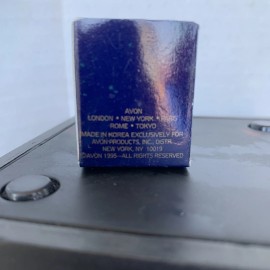 AVON
LONDON • NEW YORK • PARIS
ROME • TOKYO
MADE IN KOREA EXCLUSIVELY FOR
AVON PRODUCTS, INC., DISTR.
NEW YORK, NY 10019
©AVON 1998—ALL RIGHTS RESERVED